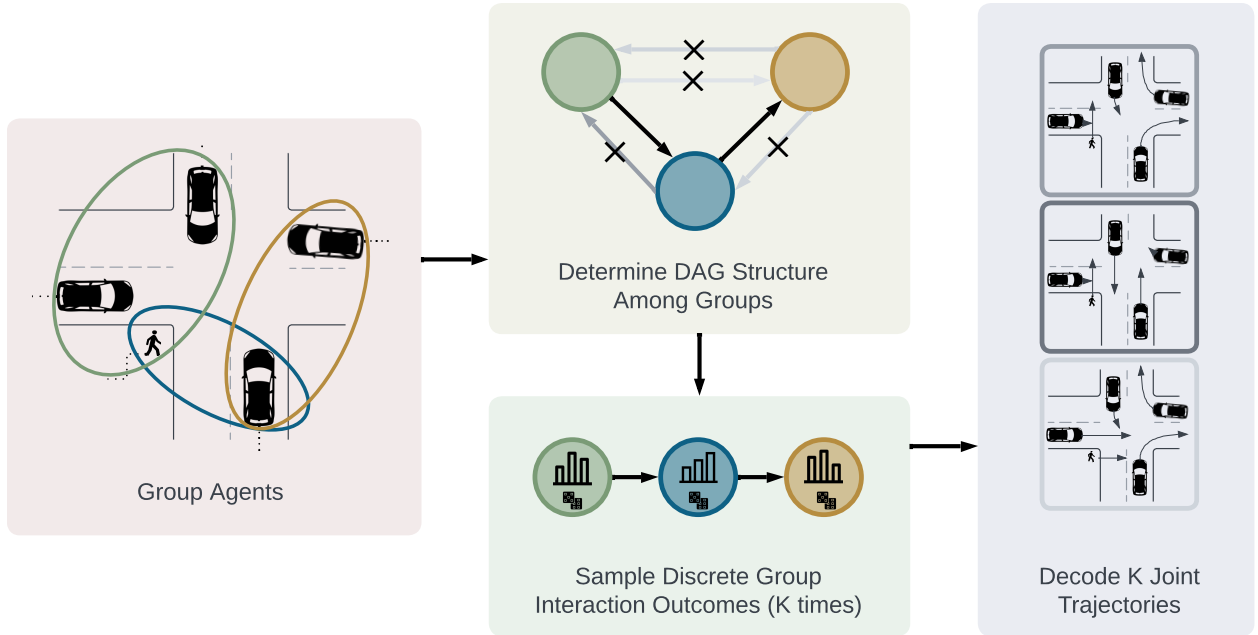 Group Agents
Determine DAG Structure
Among Groups
Sample Discrete Group
Interaction Outcomes (K times)
Decode K Joint
Trajectories